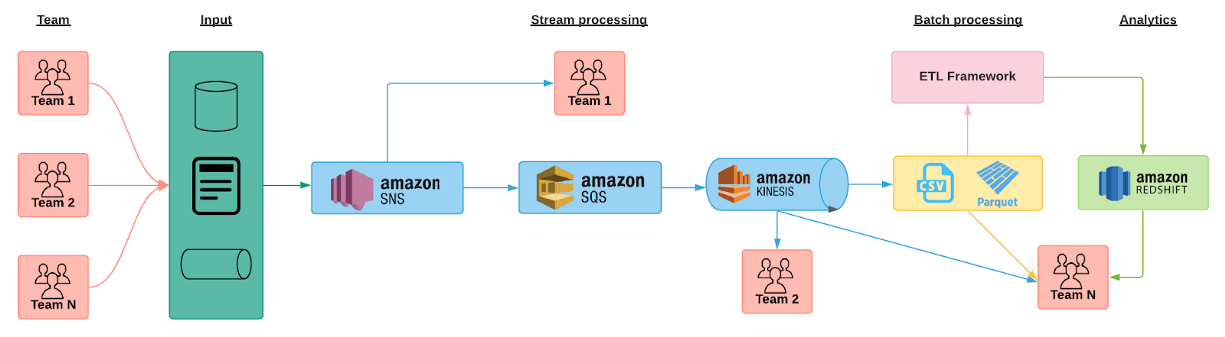 Team
Input
Stream processing
Batch processing
Analytics
Team 1
Team 2
Team N
amazon
SNS
Team 1
amazon
SQS
amazon
KINESIS
Team 2
ETL Framework
CSV
Parquet
amazon
REDSHIFT
Team N